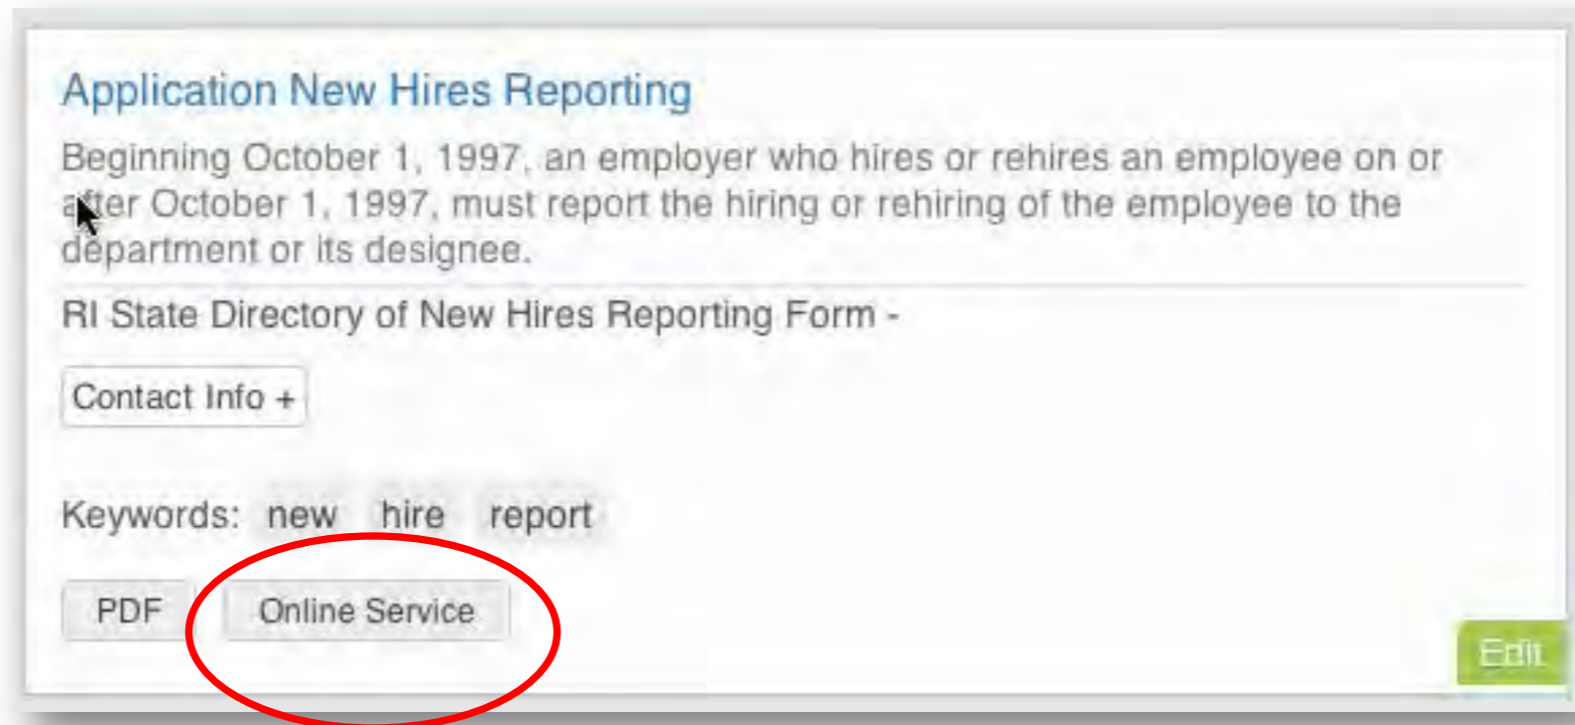 Application New Hires Reporting
Beginning October 1, 1997, an employer who hires or rehires an employee on or
after October 1, 1997, must report the hiring or rehiring of the employee to the
department or its designee.
RI State Directory of New Hires Reporting Form -
Contact Info +
Keywords: new hire report
PDF Online Service
Edit